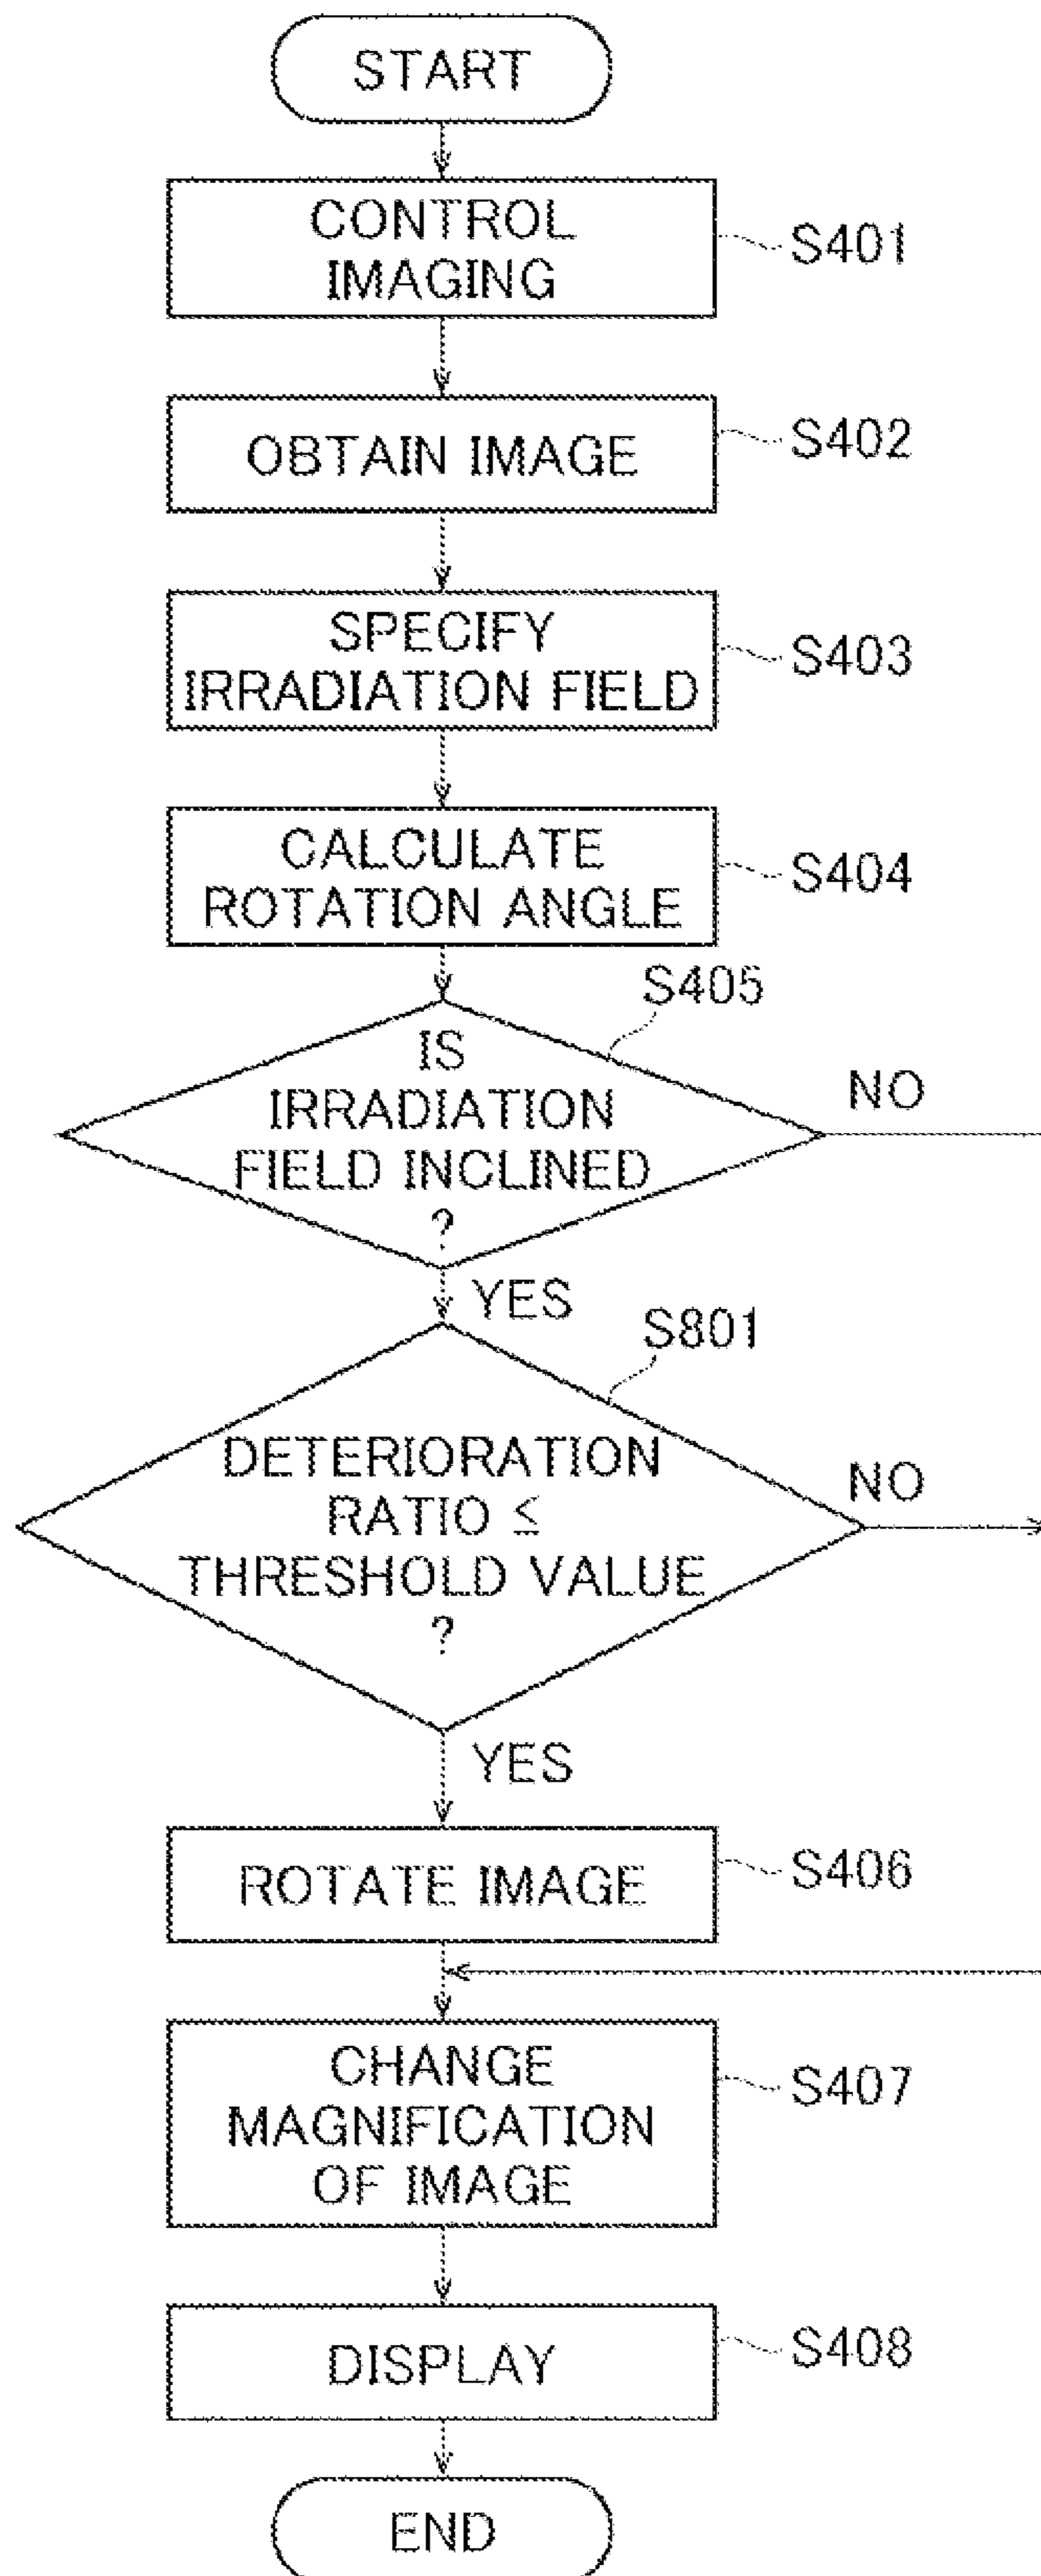 START
CONTROL
IMAGING
S401
OBTAIN IMAGE
S402
SPECIFY
IRRADIATION FIELD
S403
CALCULATE
ROTATION ANGLE
S404
S405
IS
IRRADIATION
FIELD INCLINED
?
NO
YES
S801
DETERIORATION
RATIO ≤
THRESHOLD VALUE
?
NO
YES
ROTATE IMAGE
S406
CHANGE
MAGNIFICATION
OF IMAGE
S407
DISPLAY
S408
END